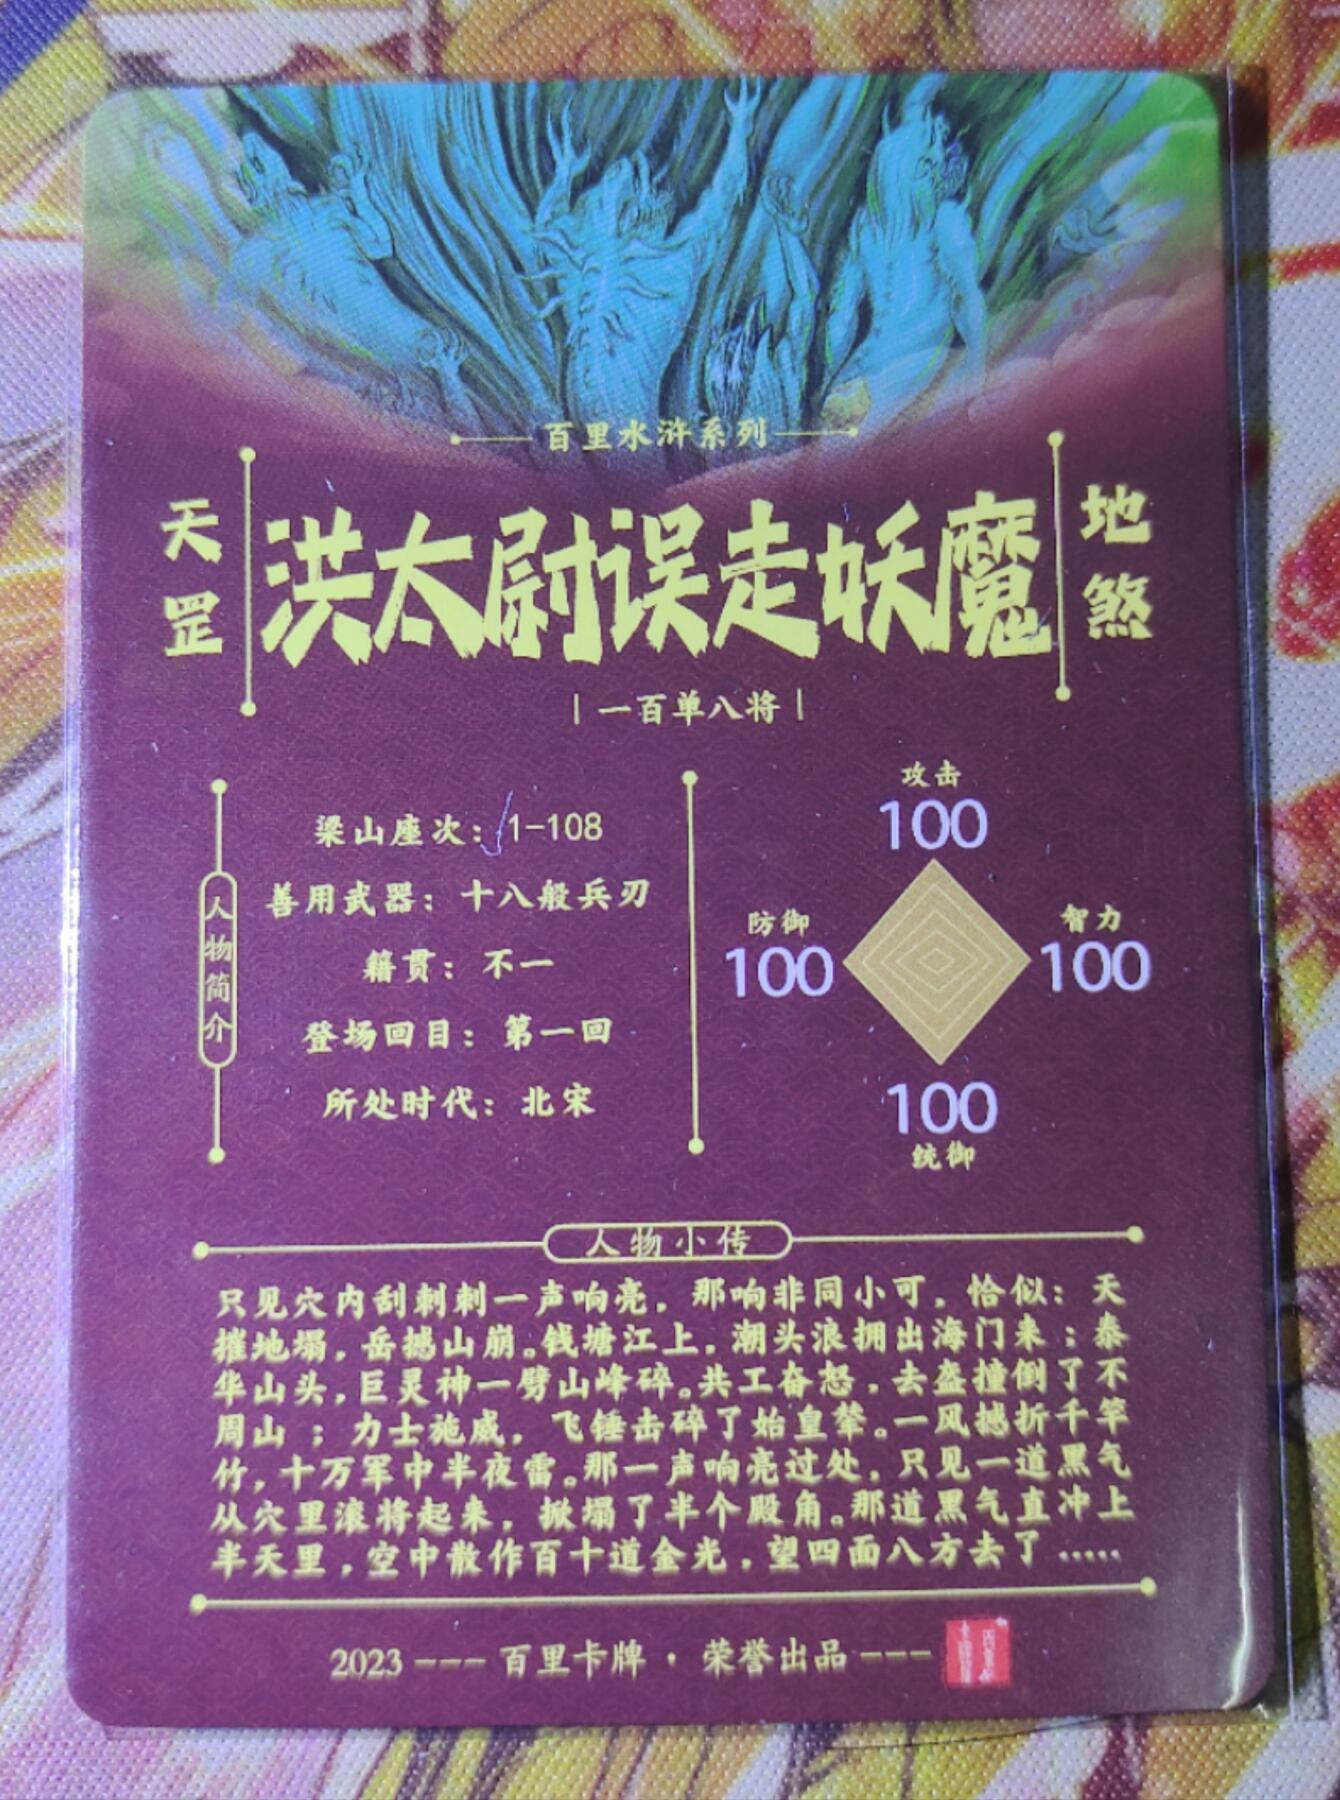 百里水浒系列
天罡
洪太尉误走妖魔
地煞
一百单八将
人物简介
梁山座次：1-108
善用武器：十八般兵刃
籍贯：不一
登场回目：第一回
所处时代：北宋
攻击
100
防御
100
智力
100
100
统御
人物小传
只见穴内刮剌剌一声响亮，那响非同小可，恰似：天
摧地塌，岳撼山崩。钱塘江上，潮头浪拥出海门来；泰
华山头，巨灵神一劈山峰碎。共工奋怒，去盔撞倒了不
周山；力士施威，飞锤击碎了始皇辇。一风撼折千竿
竹，十万军中半夜雷。那一声响亮过处，只见一道黑气
从穴里滚将起来，掀塌了半个殿角。那道黑气直冲上
半天里，空中散作百十道金光，望四面八方去了.....
2023 --- 百里卡牌·荣誉出品 ---